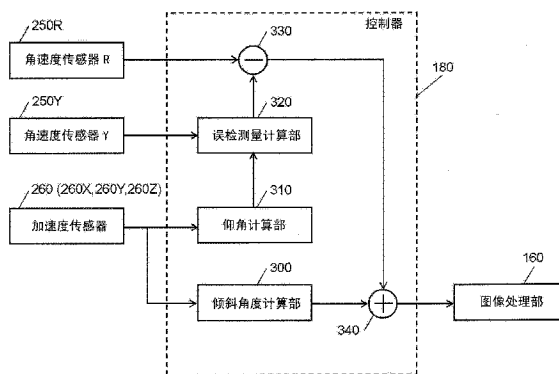 控制器
250R
330
角速度传感器 R
180
250Y
320
角速度传感器 Y
误检测量计算部
260 (260X,260Y,260Z)
310
加速度传感器
仰角计算部
300
160
倾斜角度计算部
图像处理部
340